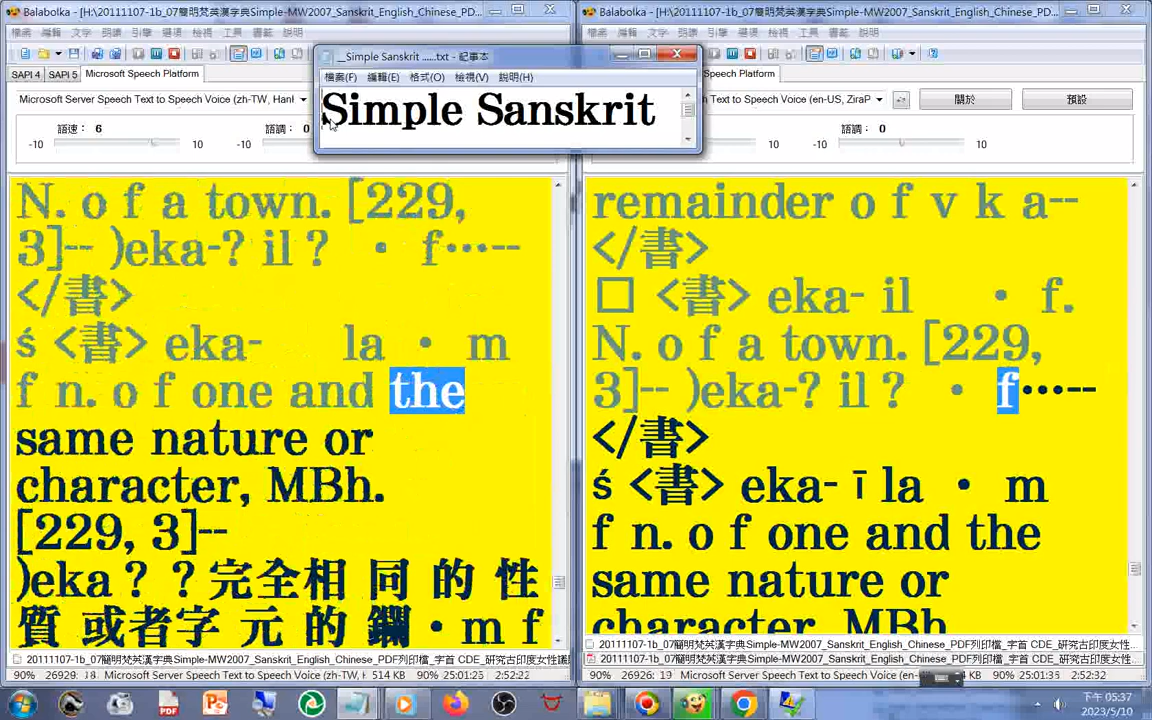 Balabolka - [H:\20111107-1b_07簡明梵英漢字典Simple-MW2007_Sanskrit_English_Chinese_PD...
Balabolka - [H:\20111107-1b_07簡明梵英漢字典Simple-MW2007_Sanskrit_English_Chinese_PDF...
__Simple Sanskrit ......txt - 記事本
檔案(F) 編輯(E) 格式(O) 檢視(V) 說明(H)
Simple Sanskrit
SAPI 4 SAPI 5 Microsoft Speech Platform
Speech Platform
Microsoft Server Speech Text to Speech Voice (zh-TW, Han
h Text to Speech Voice (en-US, ZiraP
關於 預設
語速： 6 語調： 0
-10 10 -10
語調： 0
10 -10 10
N. o f a town. [229,
3]-- )eka-? il ? • f…--
</書>
ś <書> eka- la • m
f n. o f one and the
same nature or
character, MBh.
[229, 3]--
)eka ? ? 完全相 同 的 性
質 或者字 元 的 鑭 • m f
remainder o f v k a--
</書>
□ <書> eka- il • f.
N. o f a town. [229,
3]-- )eka-? il ? • f…--
</書>
ś <書> eka- ī la • m
f n. o f one and the
same nature or
character, MBh.
20111107-1b_07簡明梵英漢字典Simple-MW2007_Sanskrit_English_Chinese_PDF列印檔_字首 CDE_研究古印度女性議
20111107-1b_07簡明梵英漢字典Simple-MW2007_Sanskrit_English_Chinese_PDF列印檔_字首 CDE_研究古印度女性
20111107-1b_07簡明梵英漢字典Simple-MW2007_Sanskrit_English_Chinese_PDF列印檔_字首 CDE_研究古印度女性
90% 26929: 18 Microsoft Server Speech Text to Speech Voice (zh-TW, H 514 KB 90% 25:01:25 2:52:22
90% 26926: Microsoft Server Speech Text to Speech Voice (en-U 514 KB 90% 25:01:35 2:52:32
下午 05:37
2023/5/10